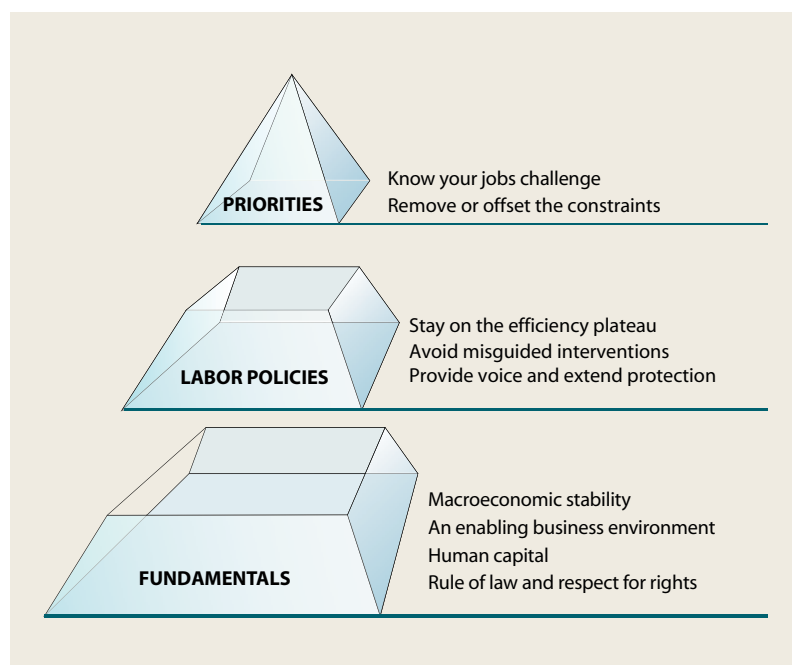 PRIORITIES
Know your jobs challenge
Remove or offset the constraints
LABOR POLICIES
Stay on the efficiency plateau
Avoid misguided interventions
Provide voice and extend protection
FUNDAMENTALS
Macroeconomic stability
An enabling business environment
Human capital
Rule of law and respect for rights